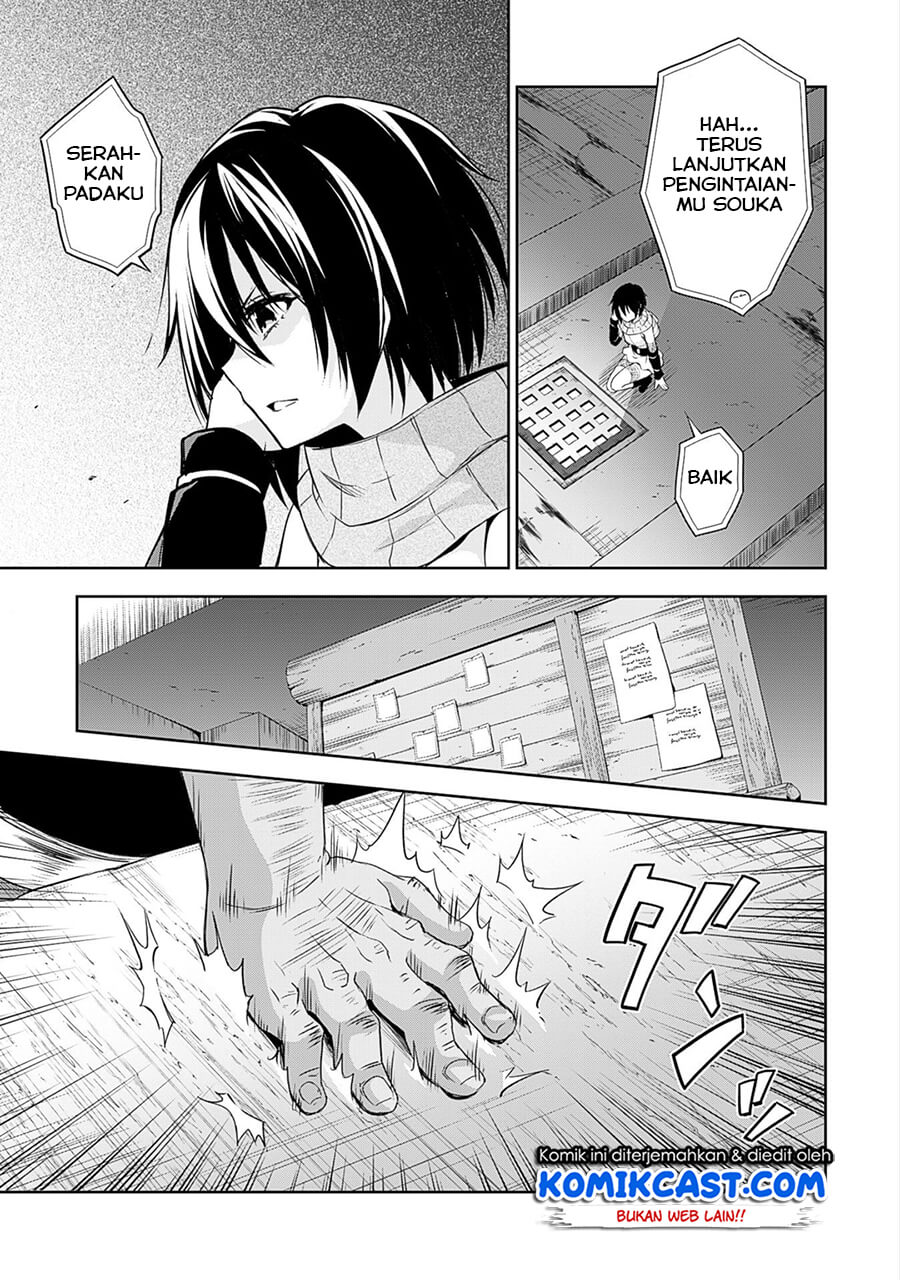 HAH...
TERUS
LANJUTKAN
PENGINTAIAN-
MU SOUKA
BAIK
SERAH-
KAN
PADAKU
ダンッ
Komik ini diterjemahkan & diedit oleh
KOMIKCAST.COM
BUKAN WEB LAIN!!